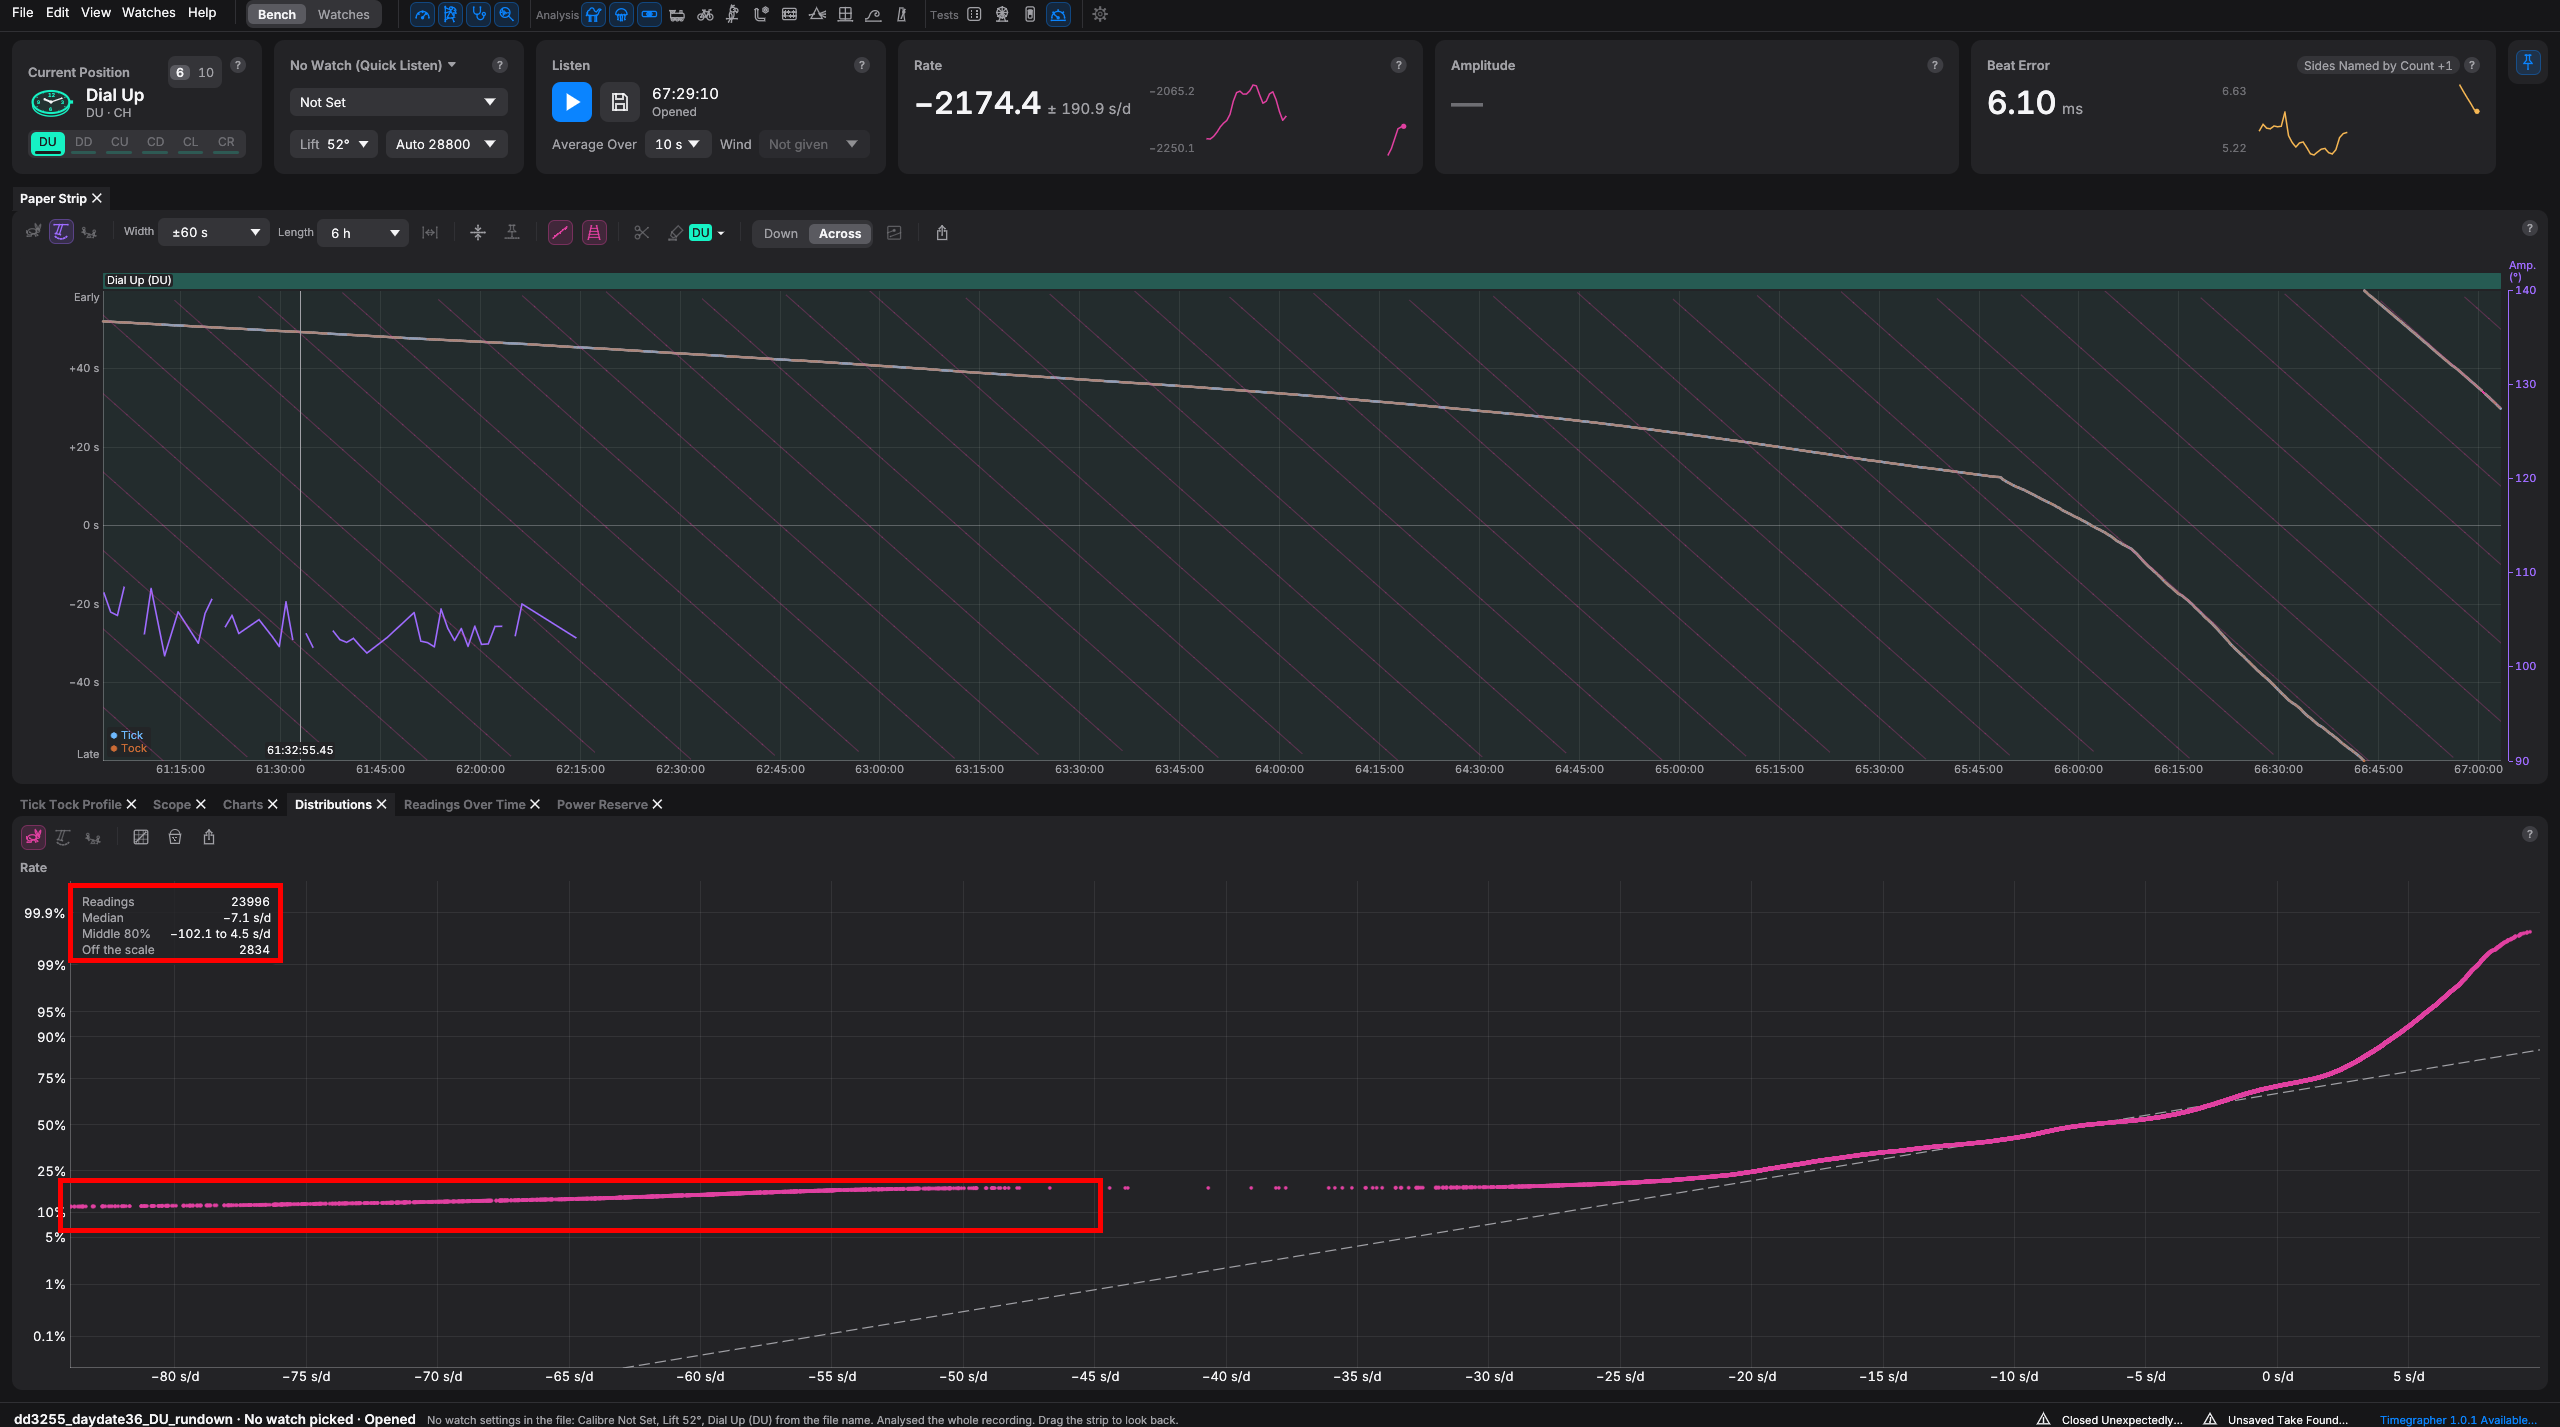 File Edit View Watches Help Bench Watches Analysis Tests
Current Position 6 10 ?
Dial Up
DU · CH
DU DD CU CD CL CR
No Watch (Quick Listen) ?
Not Set
Lift 52° Auto 28800
Listen ?
67:29:10
Opened
Average Over 10 s Wind Not given
Rate ?
−2174.4 ± 190.9 s/d
−2065.2
−2250.1
Amplitude ?
Beat Error Sides Named by Count +1 ?
6.10 ms
6.63
5.22
Paper Strip
Width ±60 s Length 6 h DU Down Across ?
Dial Up (DU)
Early
+40 s
+20 s
0 s
−20 s
−40 s
Late
Tick
Tock
61:32:55.45
Amp.
(°)
140
130
120
110
100
90
61:15:00 61:30:00 61:45:00 62:00:00 62:15:00 62:30:00 62:45:00 63:00:00 63:15:00 63:30:00 63:45:00 64:00:00 64:15:00 64:30:00 64:45:00 65:00:00 65:15:00 65:30:00 65:45:00 66:00:00 66:15:00 66:30:00 66:45:00 67:00:00
Tick Tock Profile Scope Charts Distributions Readings Over Time Power Reserve
?
Rate
Readings 23996
Median −7.1 s/d
Middle 80% −102.1 to 4.5 s/d
Off the scale 2834
99.9%
99%
95%
90%
75%
50%
25%
10%
5%
1%
0.1%
−80 s/d −75 s/d −70 s/d −65 s/d −60 s/d −55 s/d −50 s/d −45 s/d −40 s/d −35 s/d −30 s/d −25 s/d −20 s/d −15 s/d −10 s/d −5 s/d 0 s/d 5 s/d
dd3255_daydate36_DU_rundown · No watch picked · Opened No watch settings in the file: Calibre Not Set, Lift 52°, Dial Up (DU) from the file name. Analysed the whole recording. Drag the strip to look back. Closed Unexpectedly... Unsaved Take Found... Timegrapher 1.0.1 Available...